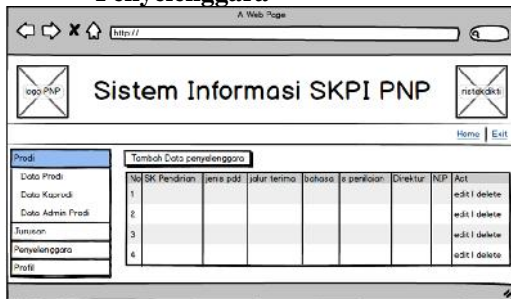 Penyelenggara
A Web Page
http://
logo PNP
Sistem Informasi SKPI PNP
ristekdikti
Home | Exit
Prodi
Data Prodi
Data Kaprodi
Data Admin Prodi
Jurusan
Penyelenggara
Profil
Tambah Data penyelenggara
No SK Pendirian jenis pdd jalur terima bahasa s penilaian Direktur NIP Act
1 edit | delete
2 edit | delete
3 edit | delete
4 edit | delete